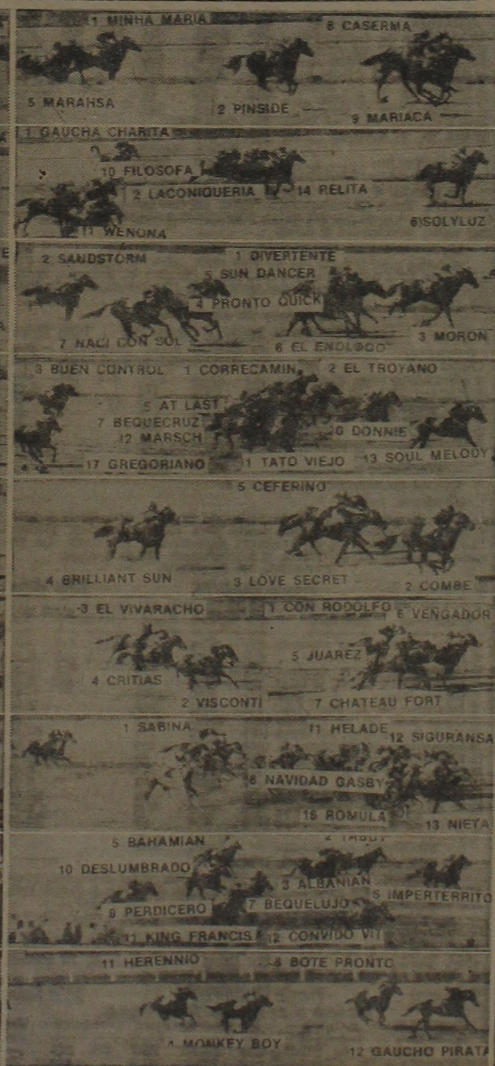 1 MINHA MARIA
8 CASERMA
5 MARAHSA
2 PINSIDE
9 MARIACA
1 GAUCHA CHARITA
10 FILOSOFA
2 LACONIQUERIA
14 RELITA
6 SOLYLUZ
11 WENONA
2 SANDSTORM
1 DIVERTENTE
5 SUN DANCER
4 PRONTO QUICK
7 NACI CON SOL
6 EL ENOLOGO
3 MORON
3 BUEN CONTROL
1 CORRECAMIN
2 EL TROYANO
5 AT LAST
7 BEQUECRUZ
12 MARSCH
DONNIE
17 GREGORIANO
11 TATO VIEJO
13 SOUL MELODY
5 CEFERINO
4 BRILLIANT SUN
3 LOVE SECRET
2 COMBE
3 EL VIVARACHO
1 CON RODOLFO
6 VENGADOR
5 JUAREZ
4 CRITIAS
2 VISCONTI
7 CHATEAU FORT
1 SABINA
11 HELADE
12 SIGURANSA
6 NAVIDAD GASBY
15 ROMULA
13 NIETA
5 BAHAMIAN
10 DESLUMBRADO
3 ALBANIAN
6 IMPERTERRITO
9 PERDICERO
7 BEQUELUJO
11 KING FRANCIS
12 CONVIDO VIT
11 HERENNIO
BOTE PRONTO
4 MONKEY BOY
12 GAUCHO PIRATA